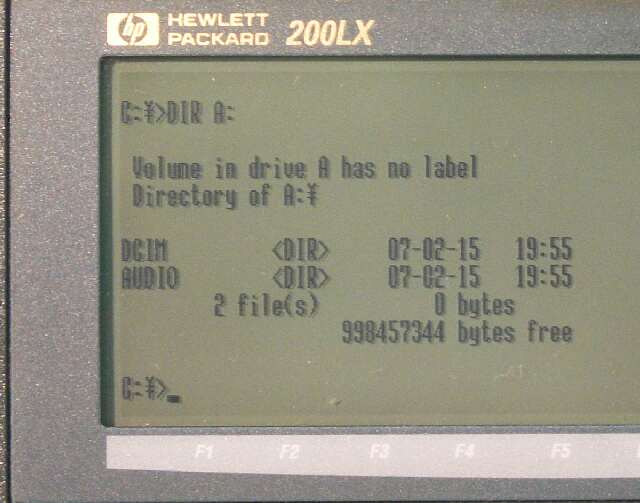 hp HEWLETT PACKARD 200LX
C:¥>DIR A:
Volume in drive A has no label
Directory of A:¥
DCIM <DIR> 07-02-15 19:55
AUDIO <DIR> 07-02-15 19:55
2 file(s) 0 bytes
998457344 bytes free
C:¥>_
F1 F2 F3 F4 F5